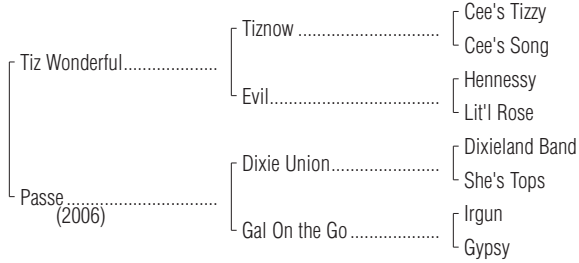 Cee's Tizzy
Tiznow ........................................
Cee's Song
Tiz Wonderful.....................
Hennessy
Evil................................................
Lit'l Rose
Dixieland Band
Dixie Union..............................
She's Tops
Passe ..................................
(2006)
Irgun
Gal On the Go .........................
Gypsy